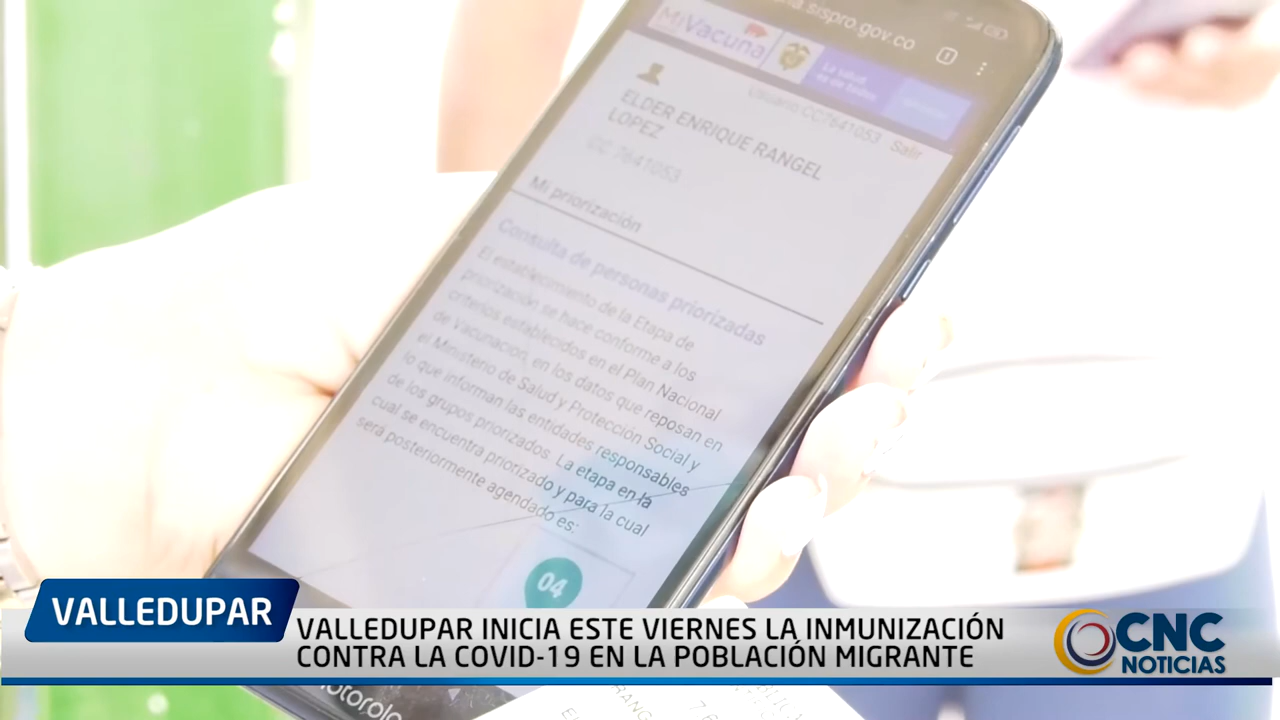 sispro.gov.co
1
Mi Vacuna
La salud
es de todos
Usuario:CC7641053 Salir
ELDER ENRIQUE RANGEL
LOPEZ
CC 7641053
Mi priorización
Consulta de personas priorizadas
El establecimiento de la Etapa de
priorización se hace conforme a los
criterios establecidos en el Plan Nacional
de Vacunación, en los datos que reposan en
el Ministerio de Salud y Protección Social y
lo que informan las entidades responsables
de los grupos priorizados. La etapa en la
cual se encuentra priorizado y para la cual
será posteriormente agendado es:
04
VALLEDUPAR
VALLEDUPAR INICIA ESTE VIERNES LA INMUNIZACIÓN
CONTRA LA COVID-19 EN LA POBLACIÓN MIGRANTE
CNC
NOTICIAS
motorola
RANG